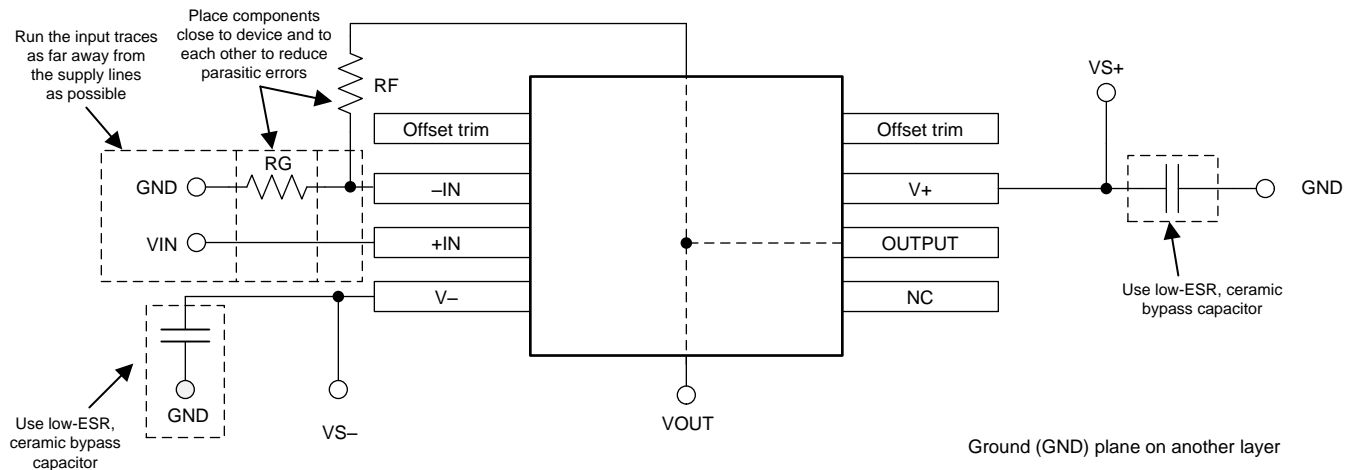 Run the input traces
as far away from
the supply lines
as possible
Place components
close to device and to
each other to reduce
parasitic errors
RF
VS+
Offset trim
Offset trim
RG
GND
–IN
V+
GND
VIN
+IN
OUTPUT
V–
NC
Use low-ESR, ceramic
bypass capacitor
GND
VS–
VOUT
Use low-ESR,
ceramic bypass
capacitor
Ground (GND) plane on another layer